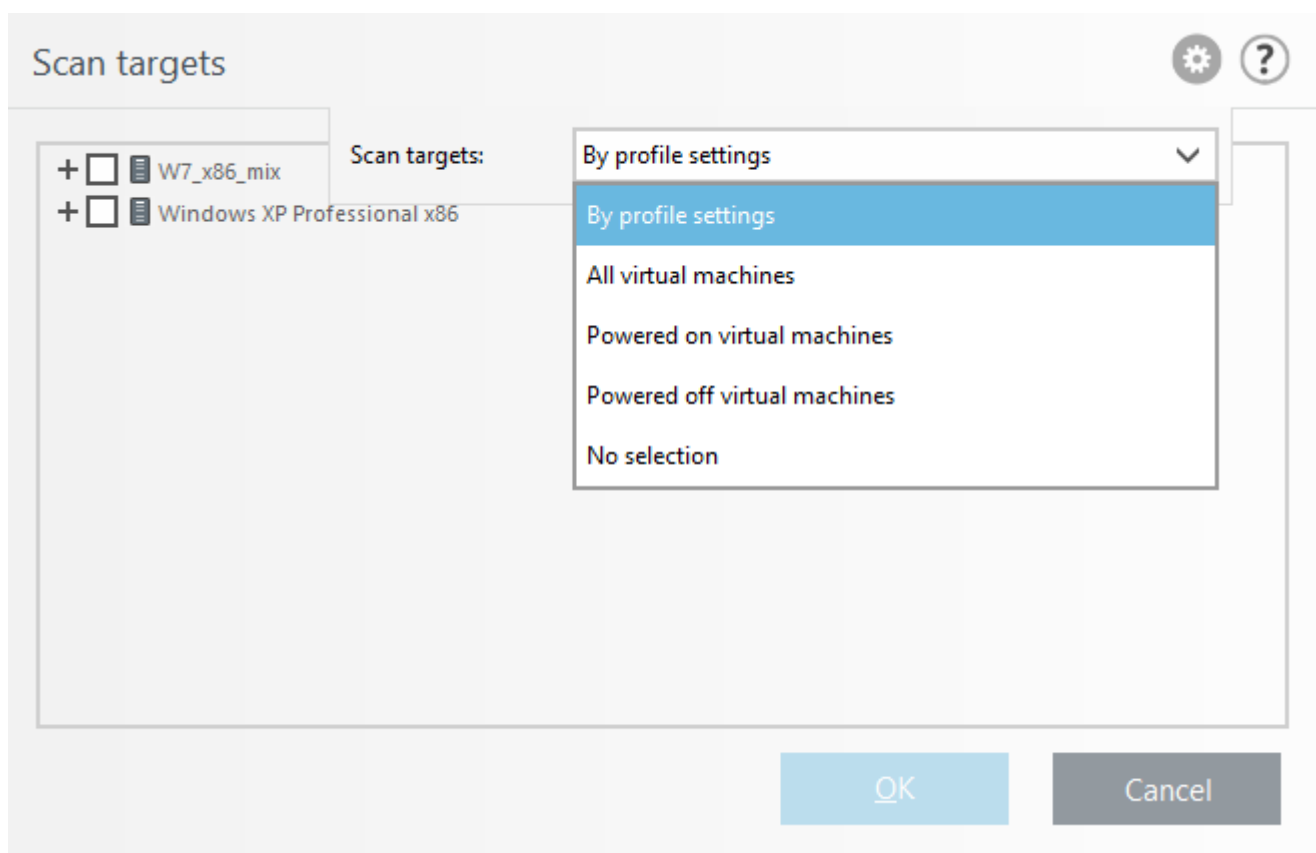 Scan targets
?
W7_x86_mix
Windows XP Professional x86
Scan targets:
By profile settings
By profile settings
All virtual machines
Powered on virtual machines
Powered off virtual machines
No selection
OK
Cancel